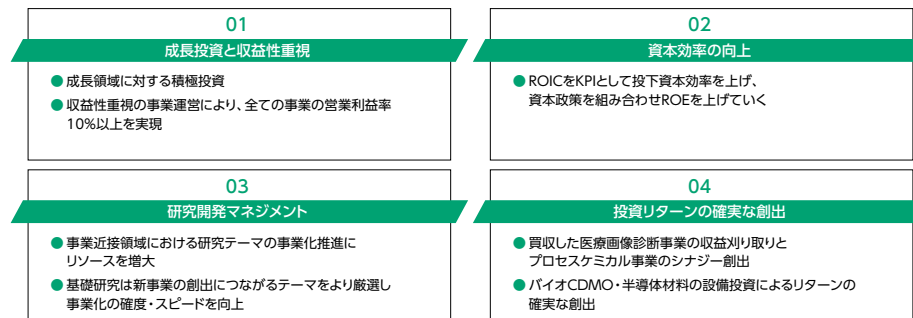 01
成長投資と収益性重視
● 成長領域に対する積極投資
● 収益性重視の事業運営により、全ての事業の営業利益率
10%以上を実現
02
資本効率の向上
● ROICをKPIとして投下資本効率を上げ、
資本政策を組み合わせROEを上げていく
03
研究開発マネジメント
● 事業近接領域における研究テーマの事業化推進に
リソースを増大
● 基礎研究は新事業の創出につながるテーマをより厳選し
事業化の確度・スピードを向上
04
投資リターンの確実な創出
● 買収した医療画像診断事業の収益刈り取りと
プロセスケミカル事業のシナジー創出
● バイオCDMO・半導体材料の設備投資によるリターンの
確実な創出